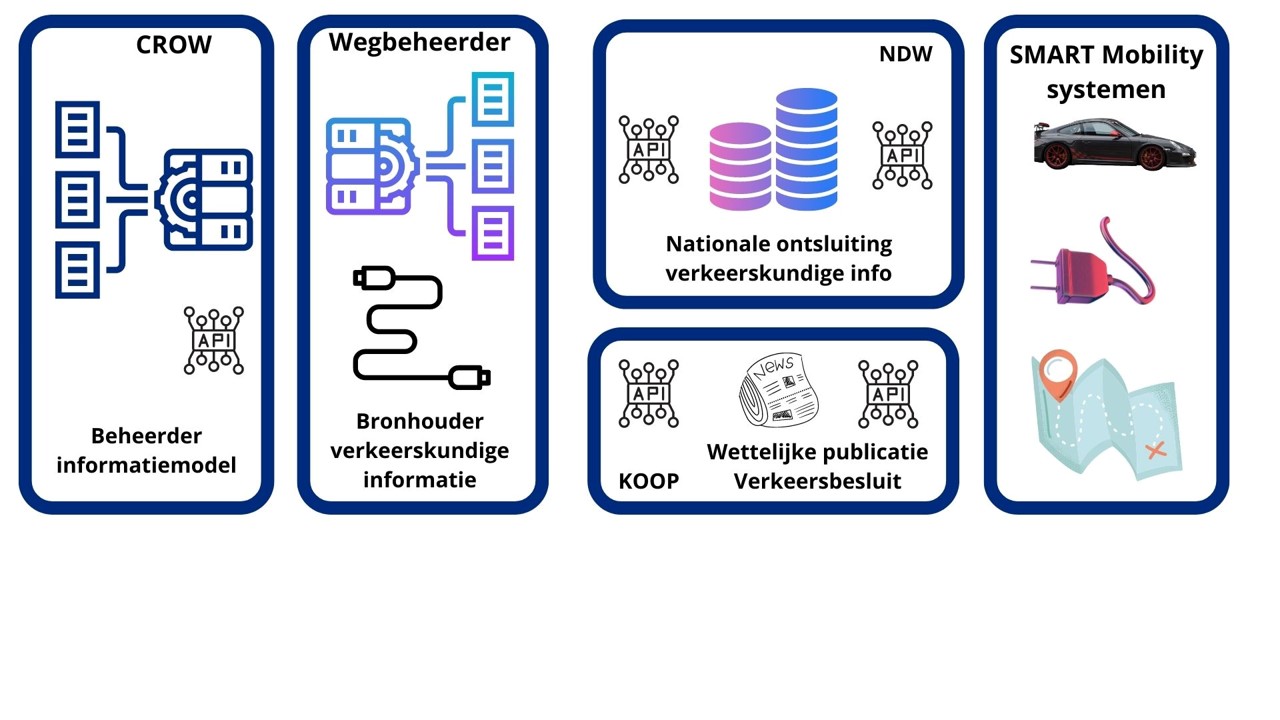 CROW
API
Beheerder
informatiemodel
Wegbeheerder
Bronhouder
verkeerskundige
informatie
NDW
API
API
Nationale ontsluiting
verkeerskundige info
API
NEWS
API
Wettelijke publicatie
KOOP
Verkeersbesluit
SMART Mobility
systemen